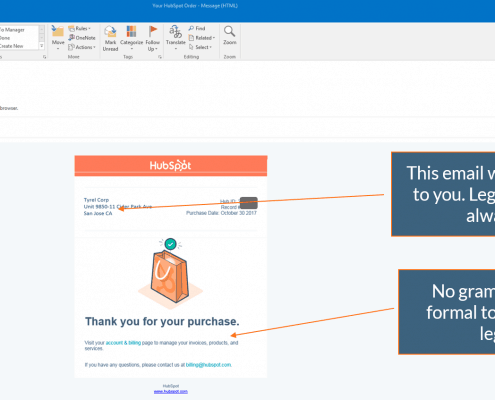 Your HubSpot Order - Message (HTML)
To Manager
Done
Create New
Move
Rules
OneNote
Actions
Mark Unread
Categorize
Follow Up
Translate
Find
Related
Select
Zoom
Move
Tags
Editing
Zoom
browser.
HubSpot
Tyrel Corp
Unit 9850-11 Cider Park Ave
San Jose CA
Hub ID:
Record
Purchase Date: October 30 2017
This email w
to you. Leg
alwa
Thank you for your purchase.
Visit your account & billing page to manage your invoices, products, and
services.
If you have any questions, please contact us at billing@hubspot.com.
No gram
formal to
leg
HubSpot
www.hubspot.com